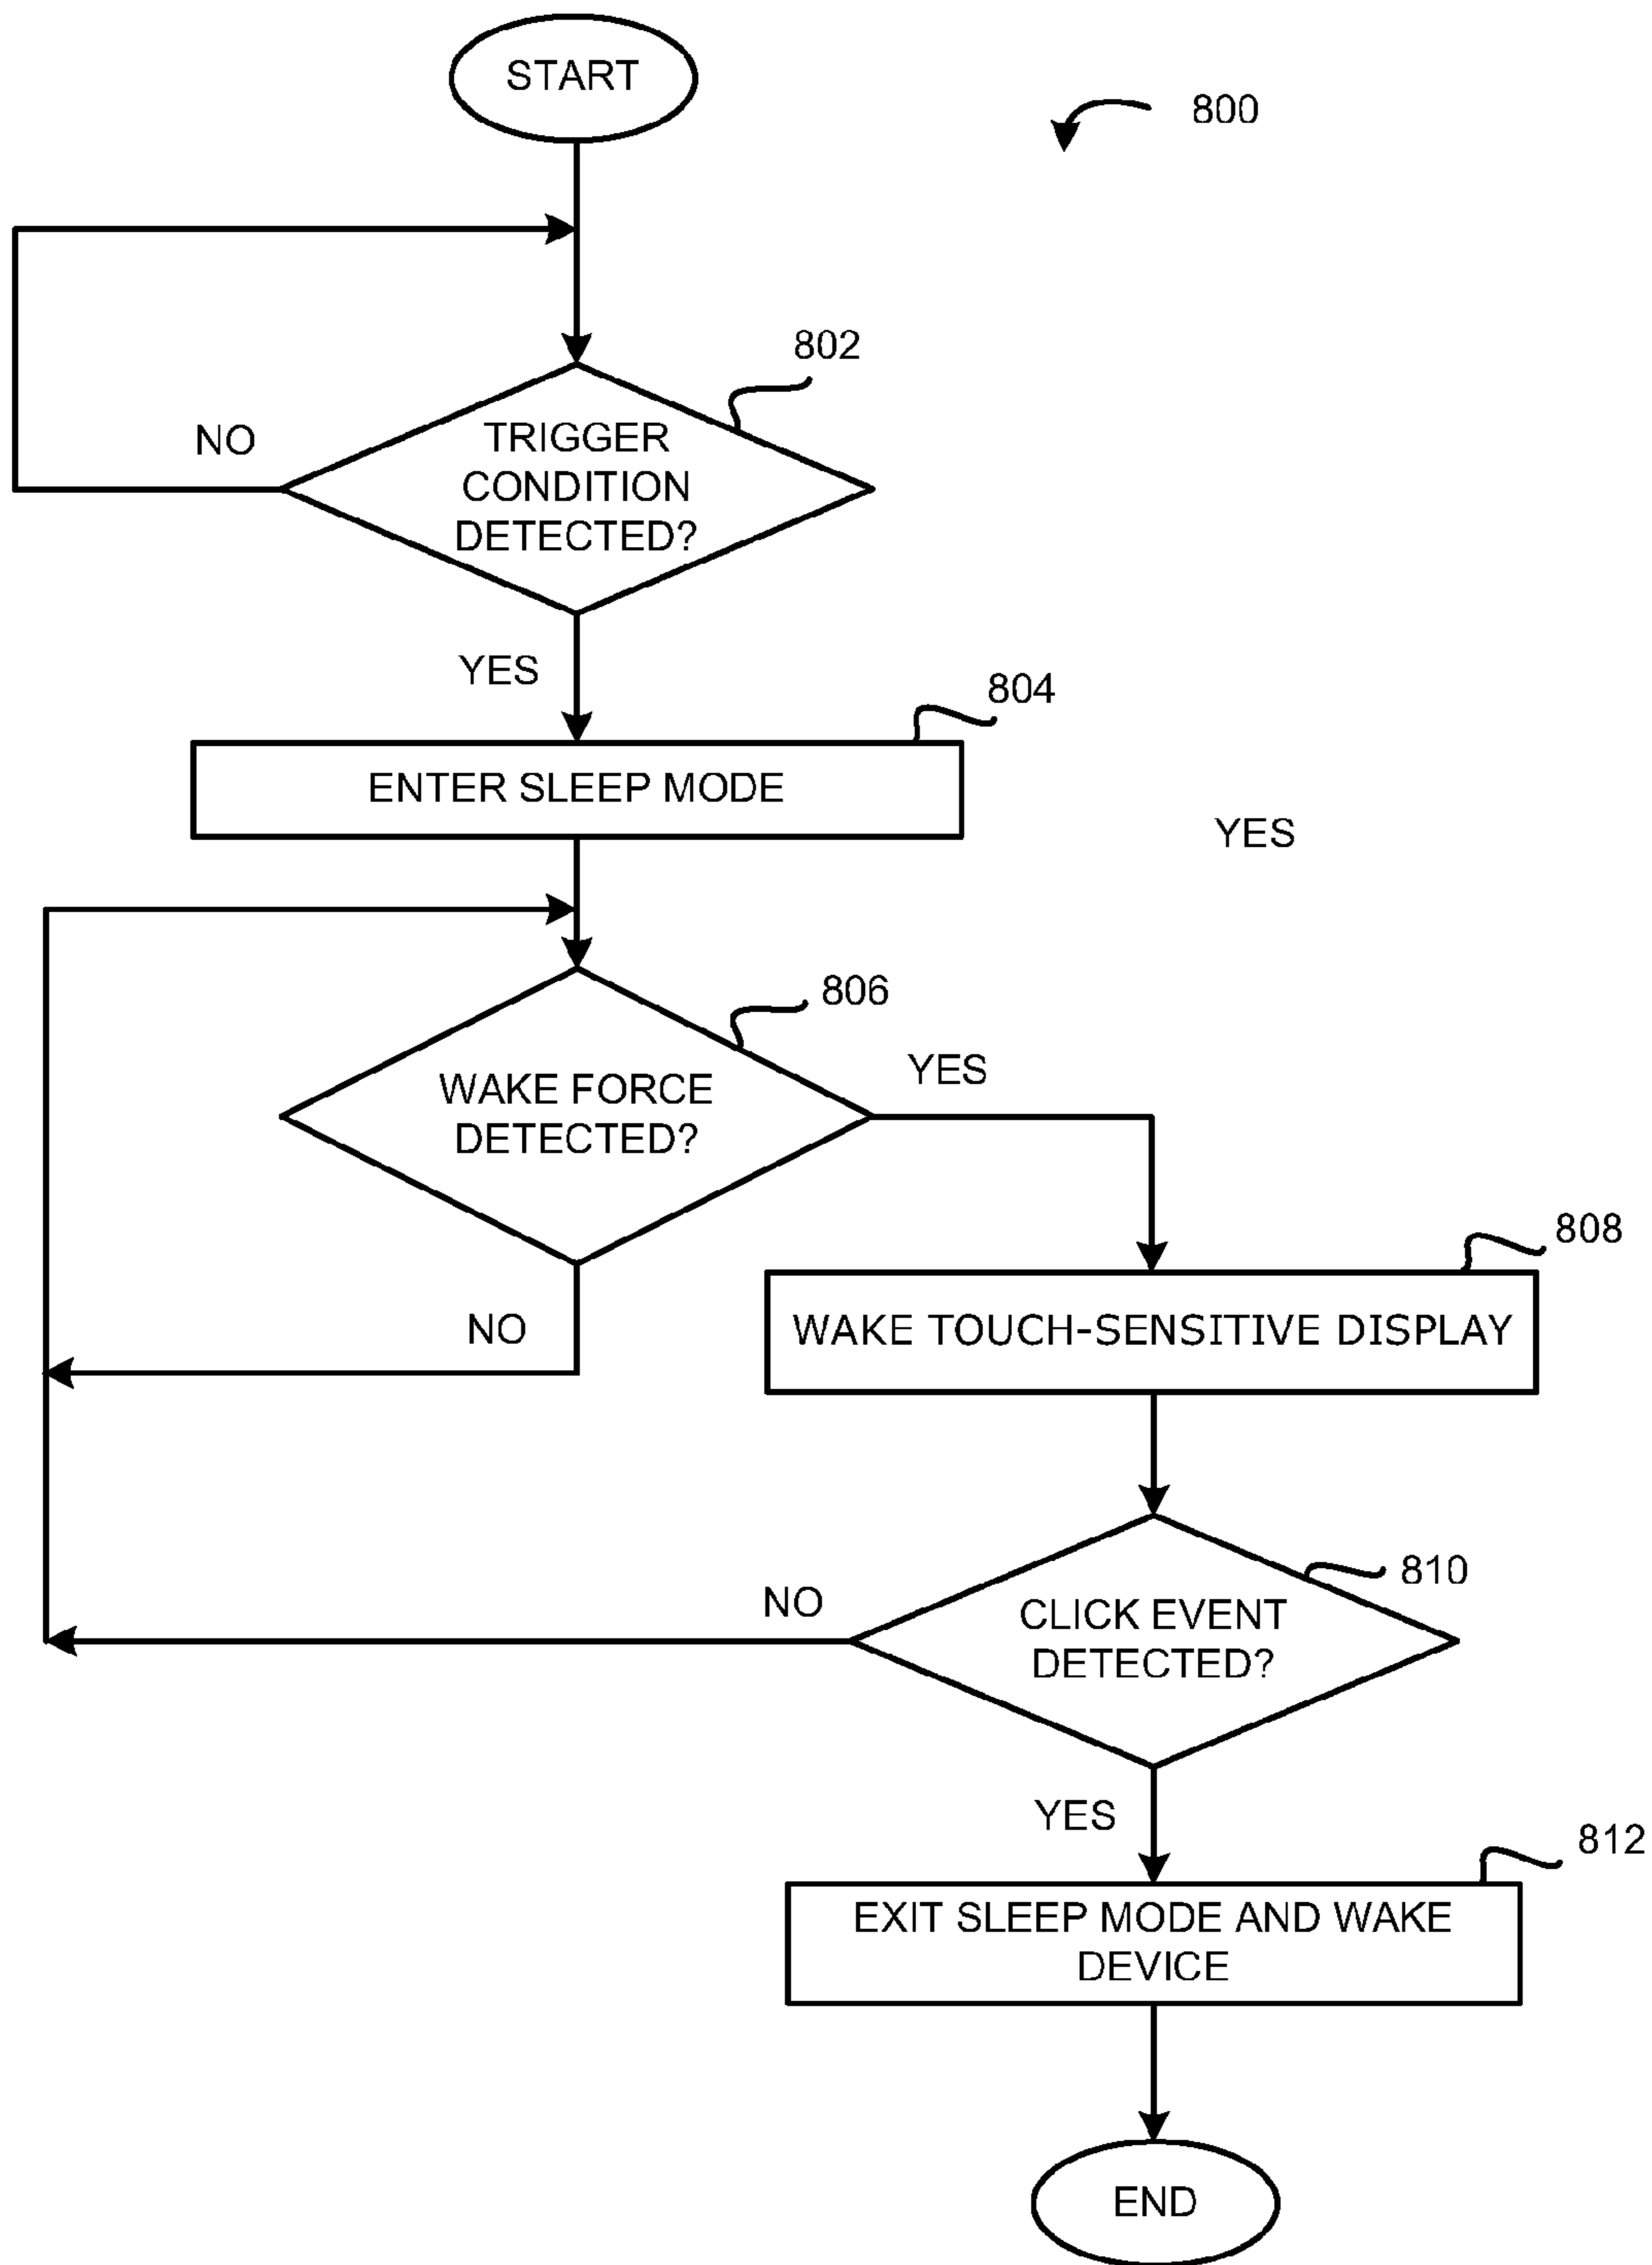 START
800
802
NO
TRIGGER
CONDITION
DETECTED?
YES
804
ENTER SLEEP MODE
YES
806
YES
WAKE FORCE
DETECTED?
808
NO
WAKE TOUCH-SENSITIVE DISPLAY
810
NO
CLICK EVENT
DETECTED?
YES
812
EXIT SLEEP MODE AND WAKE
DEVICE
END